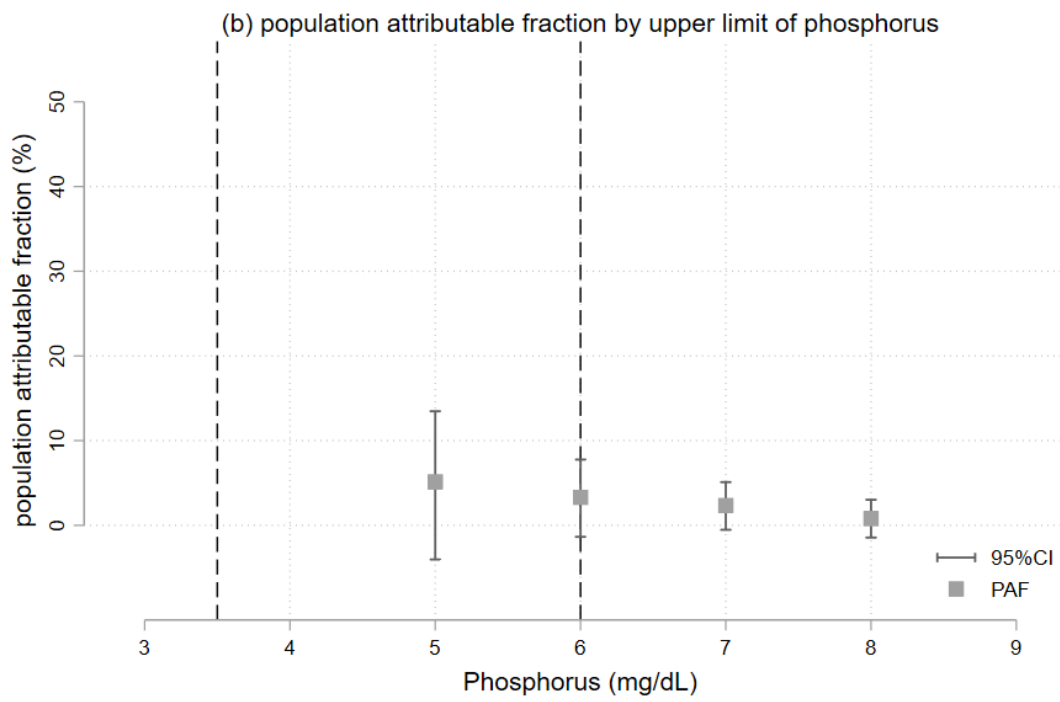 (b) population attributable fraction by upper limit of phosphorus
population attributable fraction (%)
50
40
30
20
10
0
95%CI
PAF
3 4 5 6 7 8 9
Phosphorus (mg/dL)